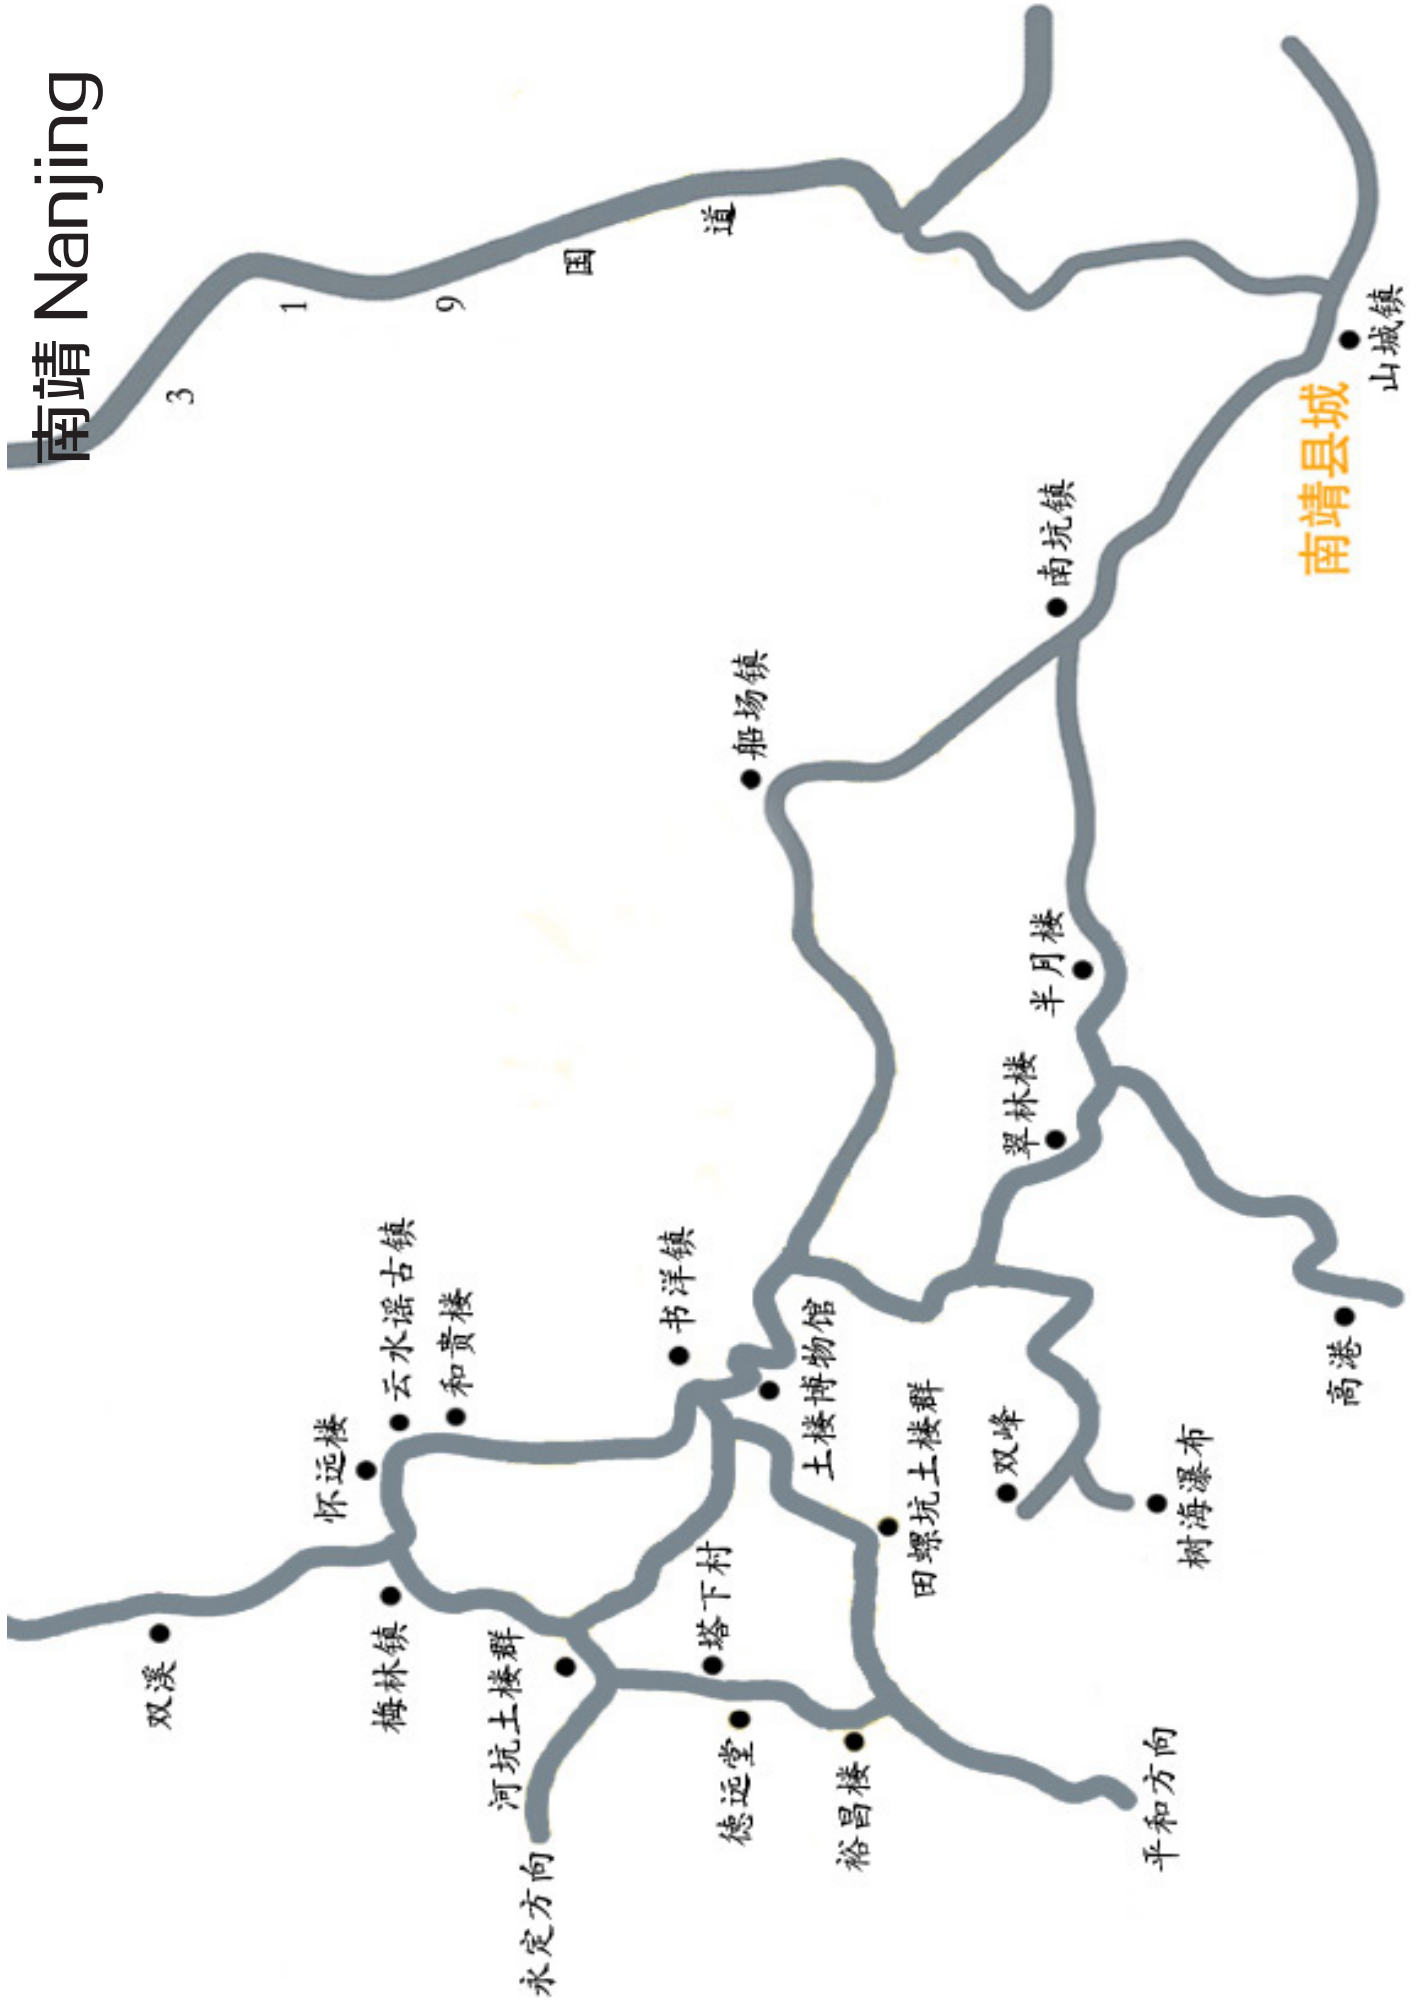 南靖 Nanjing
3
1
9
国
道
双溪
梅林镇
怀远楼
云水谣古镇
和贵楼
书洋镇
船场镇
南坑镇
山城镇
南靖县城
半月楼
翠林楼
土楼博物馆
田螺坑土楼群
双峰
树海瀑布
高港
河坑土楼群
塔下村
德远堂
裕昌楼
永定方向
平和方向